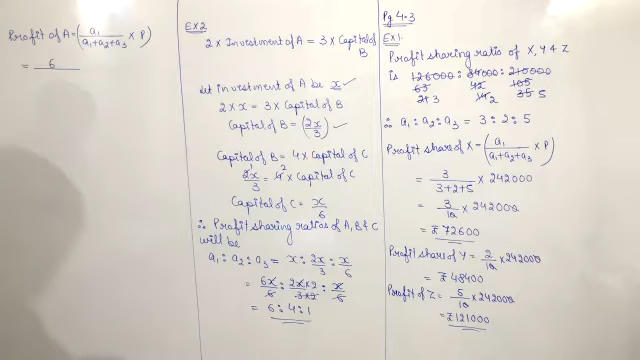 Profit of A = (a1/a1+a2+a3 × P)
= 6
EX2
2 × Investment of A = 3 × Capital of B
Let investment of A be x ✓
2 × x = 3 × Capital of B
Capital of B = (2x/3) ✓
Capital of B = 4 × Capital of C
2x/3 = 4 × Capital of C
Capital of C = x/6
∴ Profit sharing ratios of A, B & C
will be
a1 : a2 : a3 = x : 2x/3 : x/6
= 6x/6 : 2x×2/3×2 : x/6
= 6 : 4 : 1
Pg 4.3
EX1.
Profit sharing ratio of X, Y & Z
is 126000 : 84000 : 210000
63 42 105
21 3 14 2 35 5
∴ a1 : a2 : a3 = 3 : 2 : 5
Profit share of X = (a1/a1+a2+a3 × P)
= 3/3+2+5 × 242000
= 3/10 × 242000
= ₹72600
Profit share of Y = 2/10 × 242000
= ₹48400
Profit of Z = 5/10 × 242000
= ₹121000